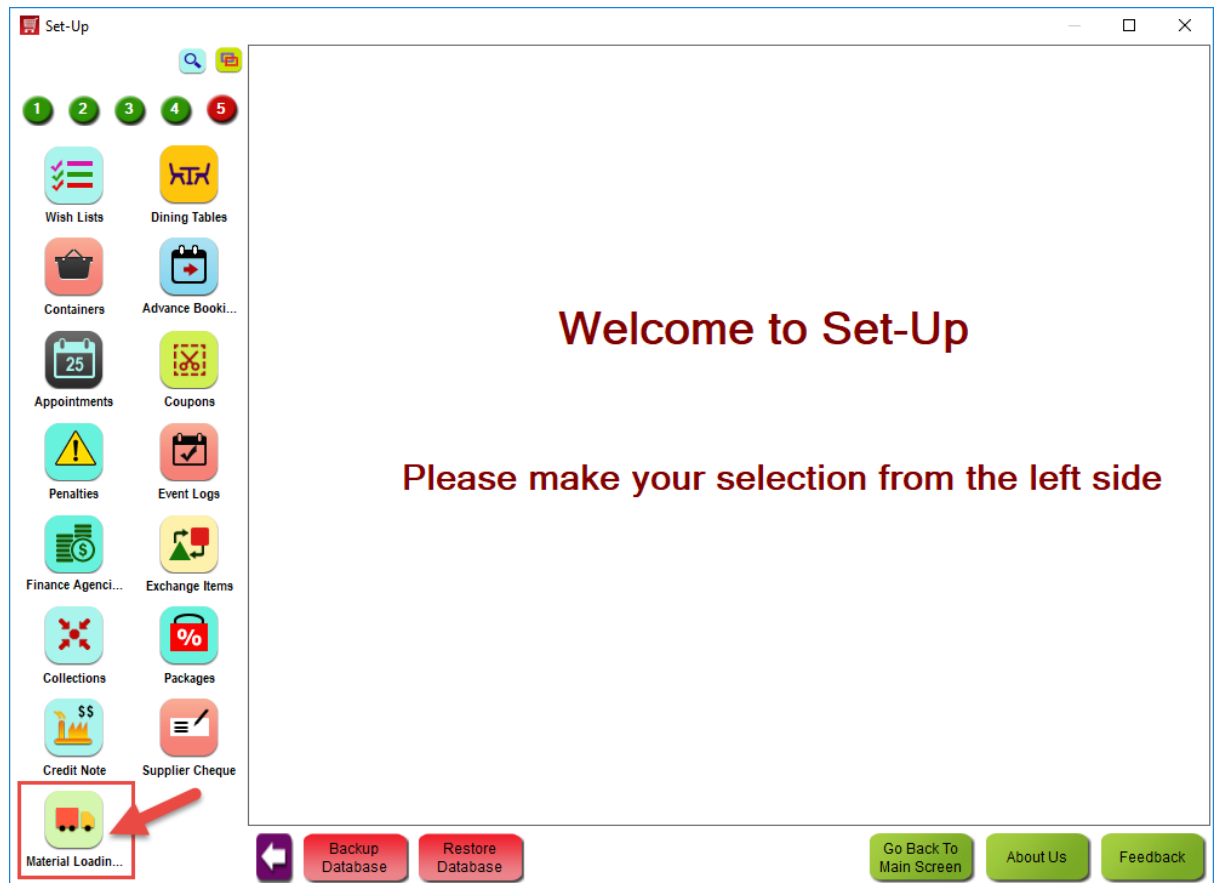 Set-Up
1 2 3 4 5
Wish Lists
Dining Tables
Containers
Advance Booki...
25
Appointments
Coupons
Penalties
Event Logs
$
Finance Agenci...
Exchange Items
%
Collections
Packages
$$
Credit Note
Supplier Cheque
Material Loadin...
Welcome to Set-Up
Please make your selection from the left side
Backup
Database
Restore
Database
Go Back To
Main Screen
About Us
Feedback